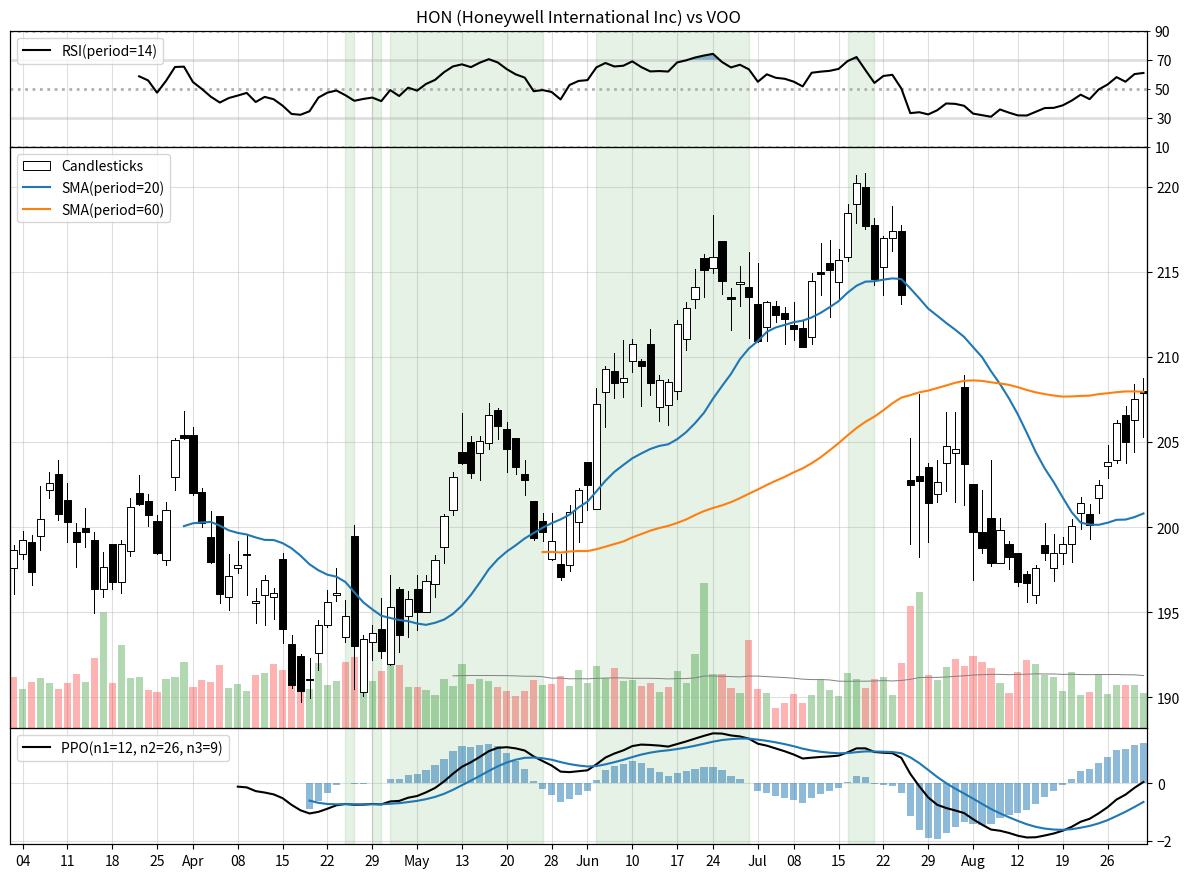 HON (Honeywell International Inc) vs VOO
RSI(period=14)
90
70
50
30
10
Candlesticks
SMA(period=20)
SMA(period=60)
220
215
210
205
200
195
190
PPO(n1=12, n2=26, n3=9)
0
−2
04 11 18 25 Apr 08 15 22 29 May 13 20 28 Jun 10 17 24 Jul 08 15 22 29 Aug 12 19 26